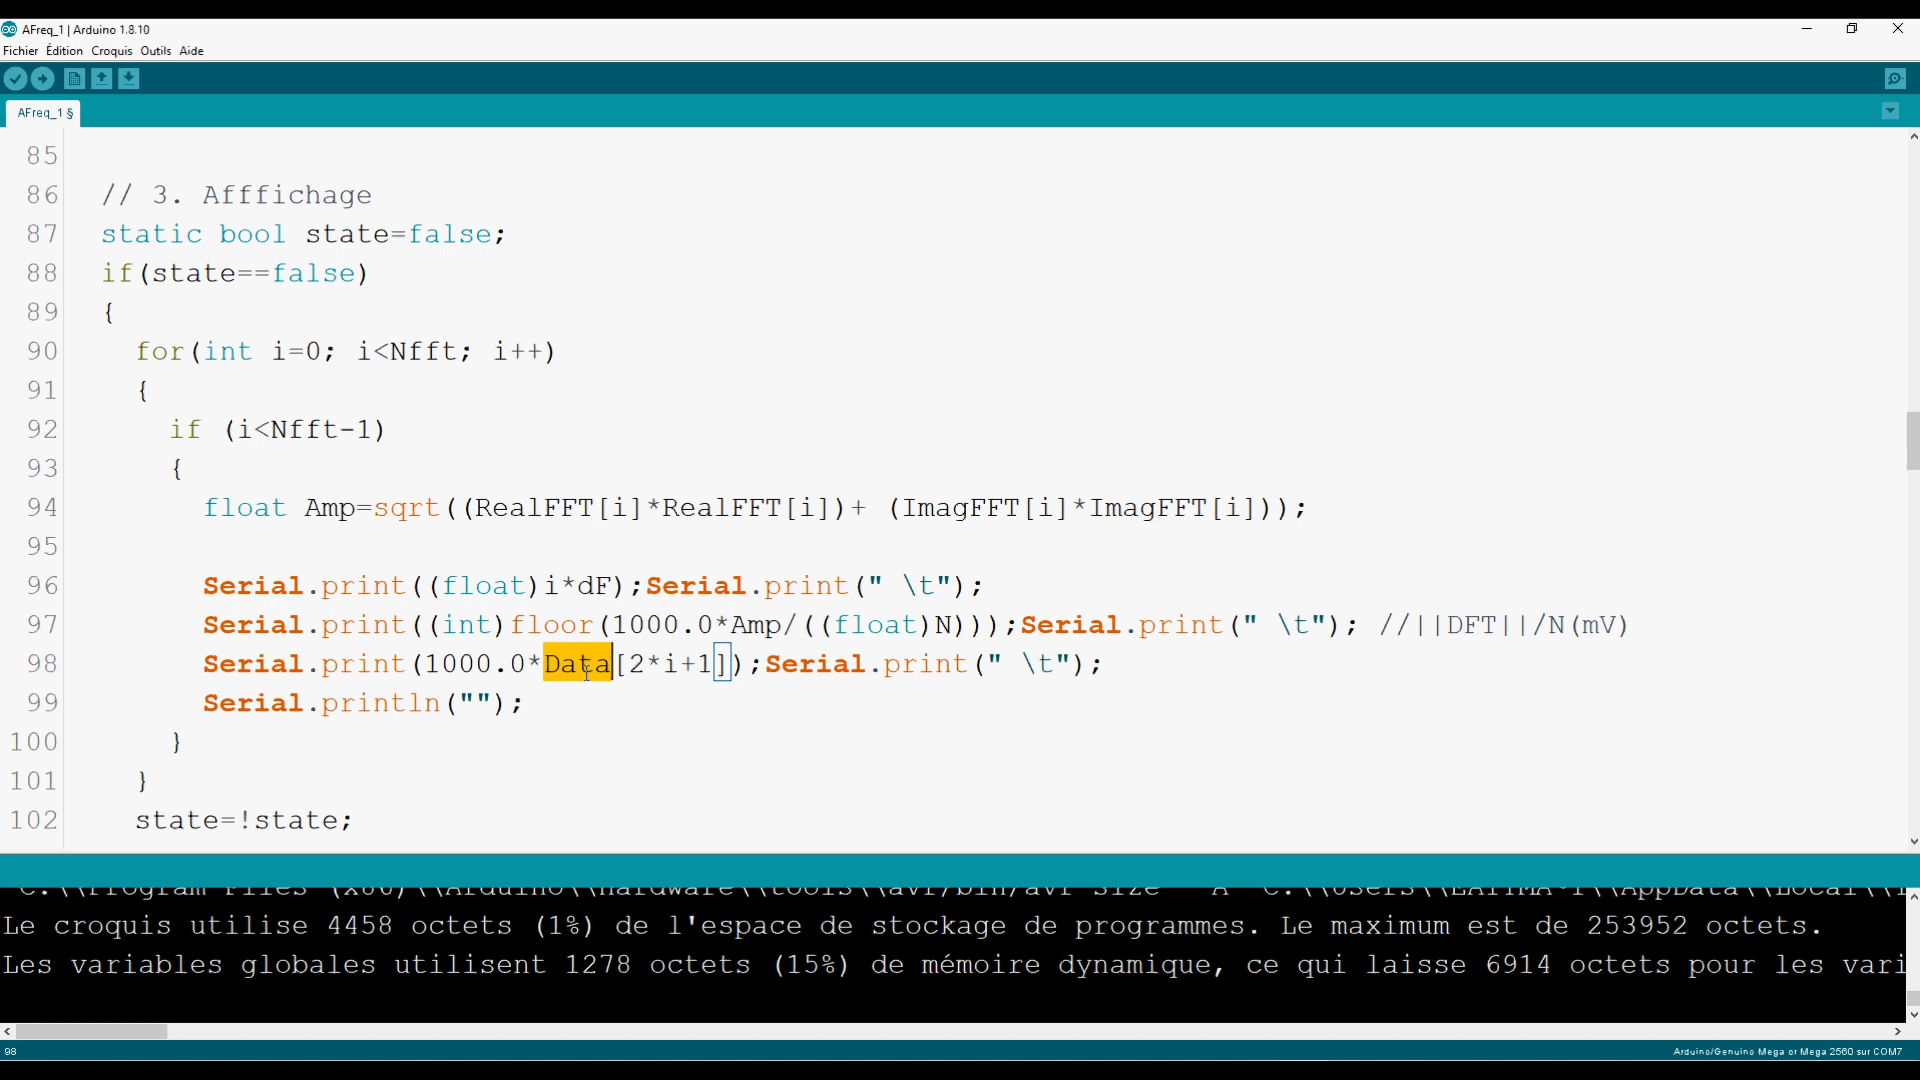 AFreq_1 | Arduino 1.8.10
Fichier Édition Croquis Outils Aide
AFreq_1 §
85
86 // 3. Afffichage
87 static bool state=false;
88 if(state==false)
89 {
90 for(int i=0; i<Nfft; i++)
91 {
92 if (i<Nfft-1)
93 {
94 float Amp=sqrt((RealFFT[i]*RealFFT[i])+ (ImagFFT[i]*ImagFFT[i]));
95
96 Serial.print((float)i*dF);Serial.print(" \t");
97 Serial.print((int)floor(1000.0*Amp/((float)N)));Serial.print(" \t"); //||DFT||/N(mV)
98 Serial.print(1000.0*Data[2*i+1]);Serial.print(" \t");
99 Serial.println("");
100 }
101 }
102 state=!state;
Le croquis utilise 4458 octets (1%) de l'espace de stockage de programmes. Le maximum est de 253952 octets.
Les variables globales utilisent 1278 octets (15%) de mémoire dynamique, ce qui laisse 6914 octets pour les vari
98
Arduino/Genuino Mega or Mega 2560 sur COM7